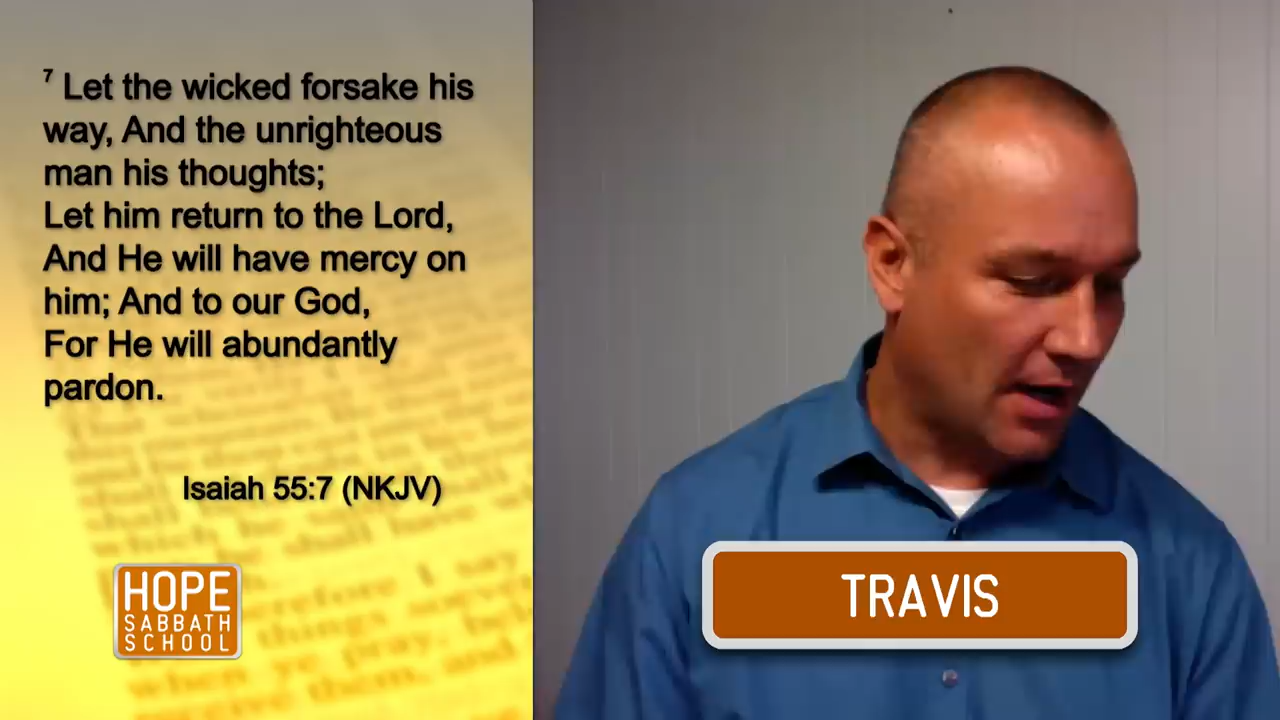 7 Let the wicked forsake his
way, And the unrighteous
man his thoughts;
Let him return to the Lord,
And He will have mercy on
him; And to our God,
For He will abundantly
pardon.
Isaiah 55:7 (NKJV)
HOPE
SABBATH
SCHOOL
TRAVIS